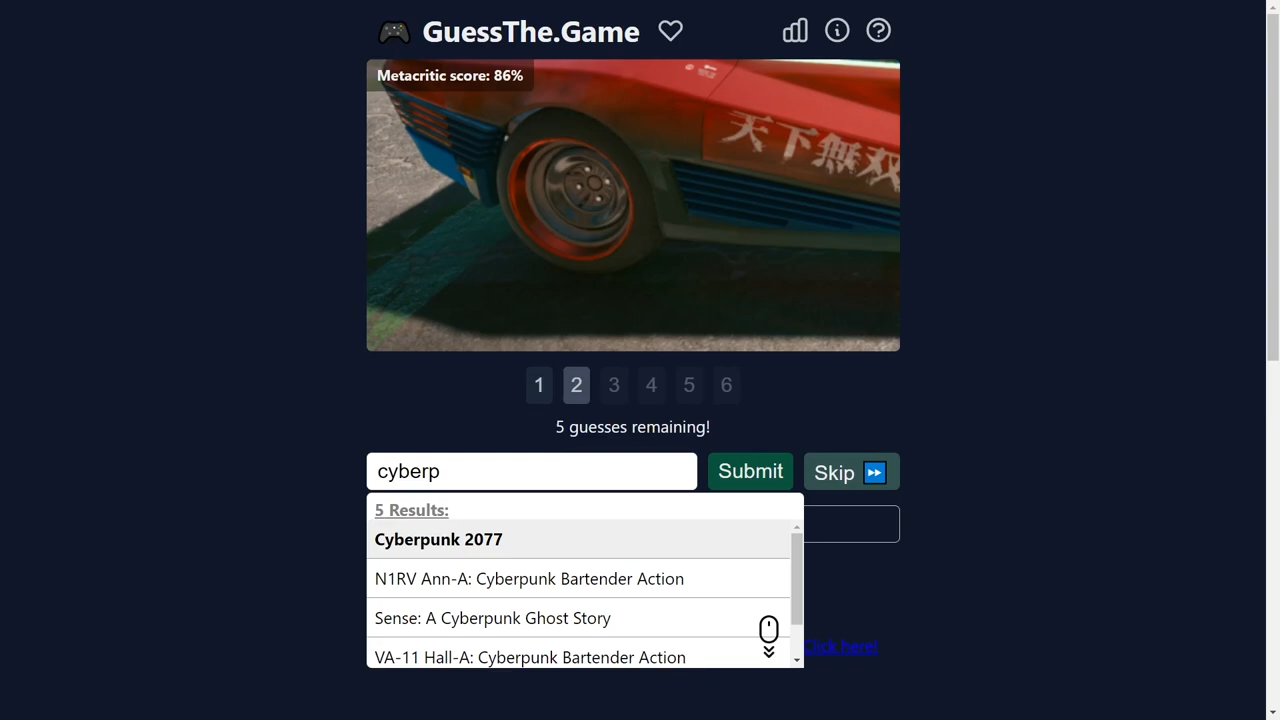 GuessThe.Game
Metacritic score: 86%
天下無双
1 2 3 4 5 6
5 guesses remaining!
cyberp
Submit
Skip
5 Results:
Cyberpunk 2077
N1RV Ann-A: Cyberpunk Bartender Action
Sense: A Cyberpunk Ghost Story
VA-11 Hall-A: Cyberpunk Bartender Action
Click here!